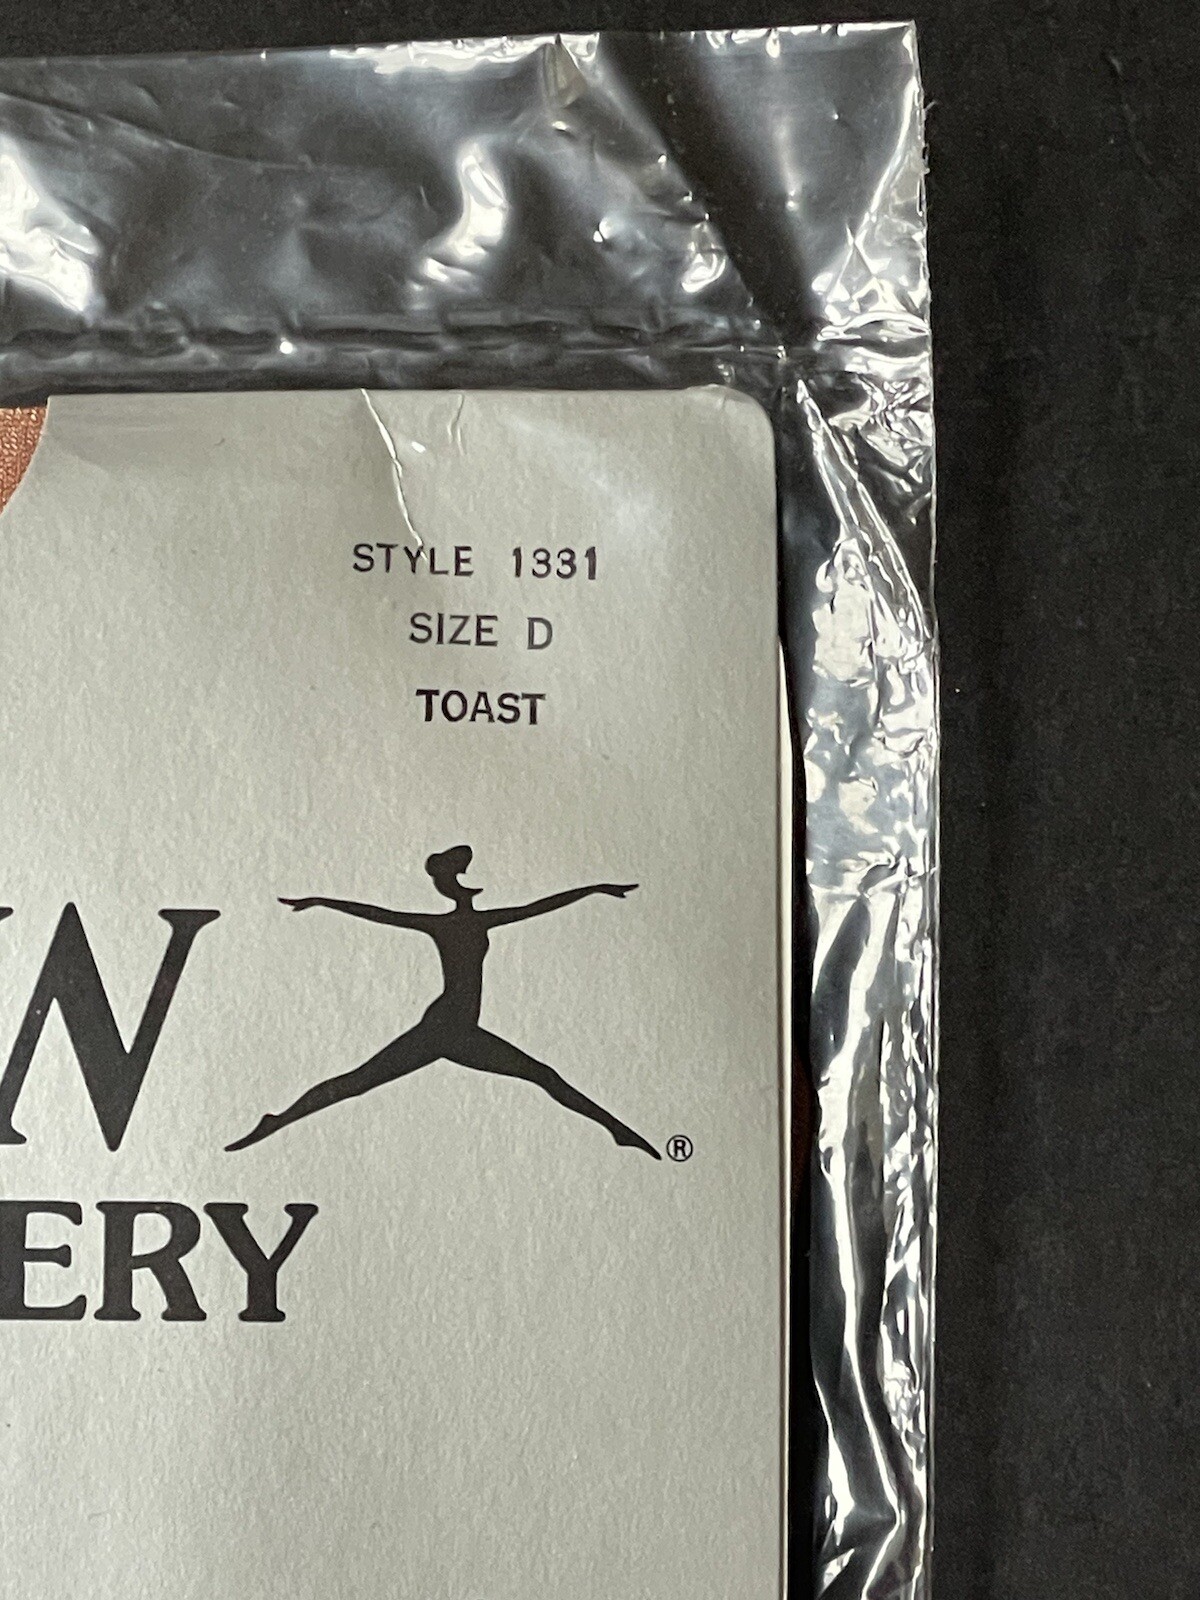 STYLE 1331
SIZE D
TOAST
W
®
ERY